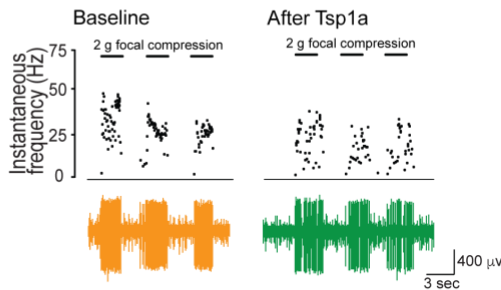 Baseline
After Tsp1a
2 g focal compression
2 g focal compression
Instantaneous
frequency (Hz)
75
50
25
0
400 μv
3 sec